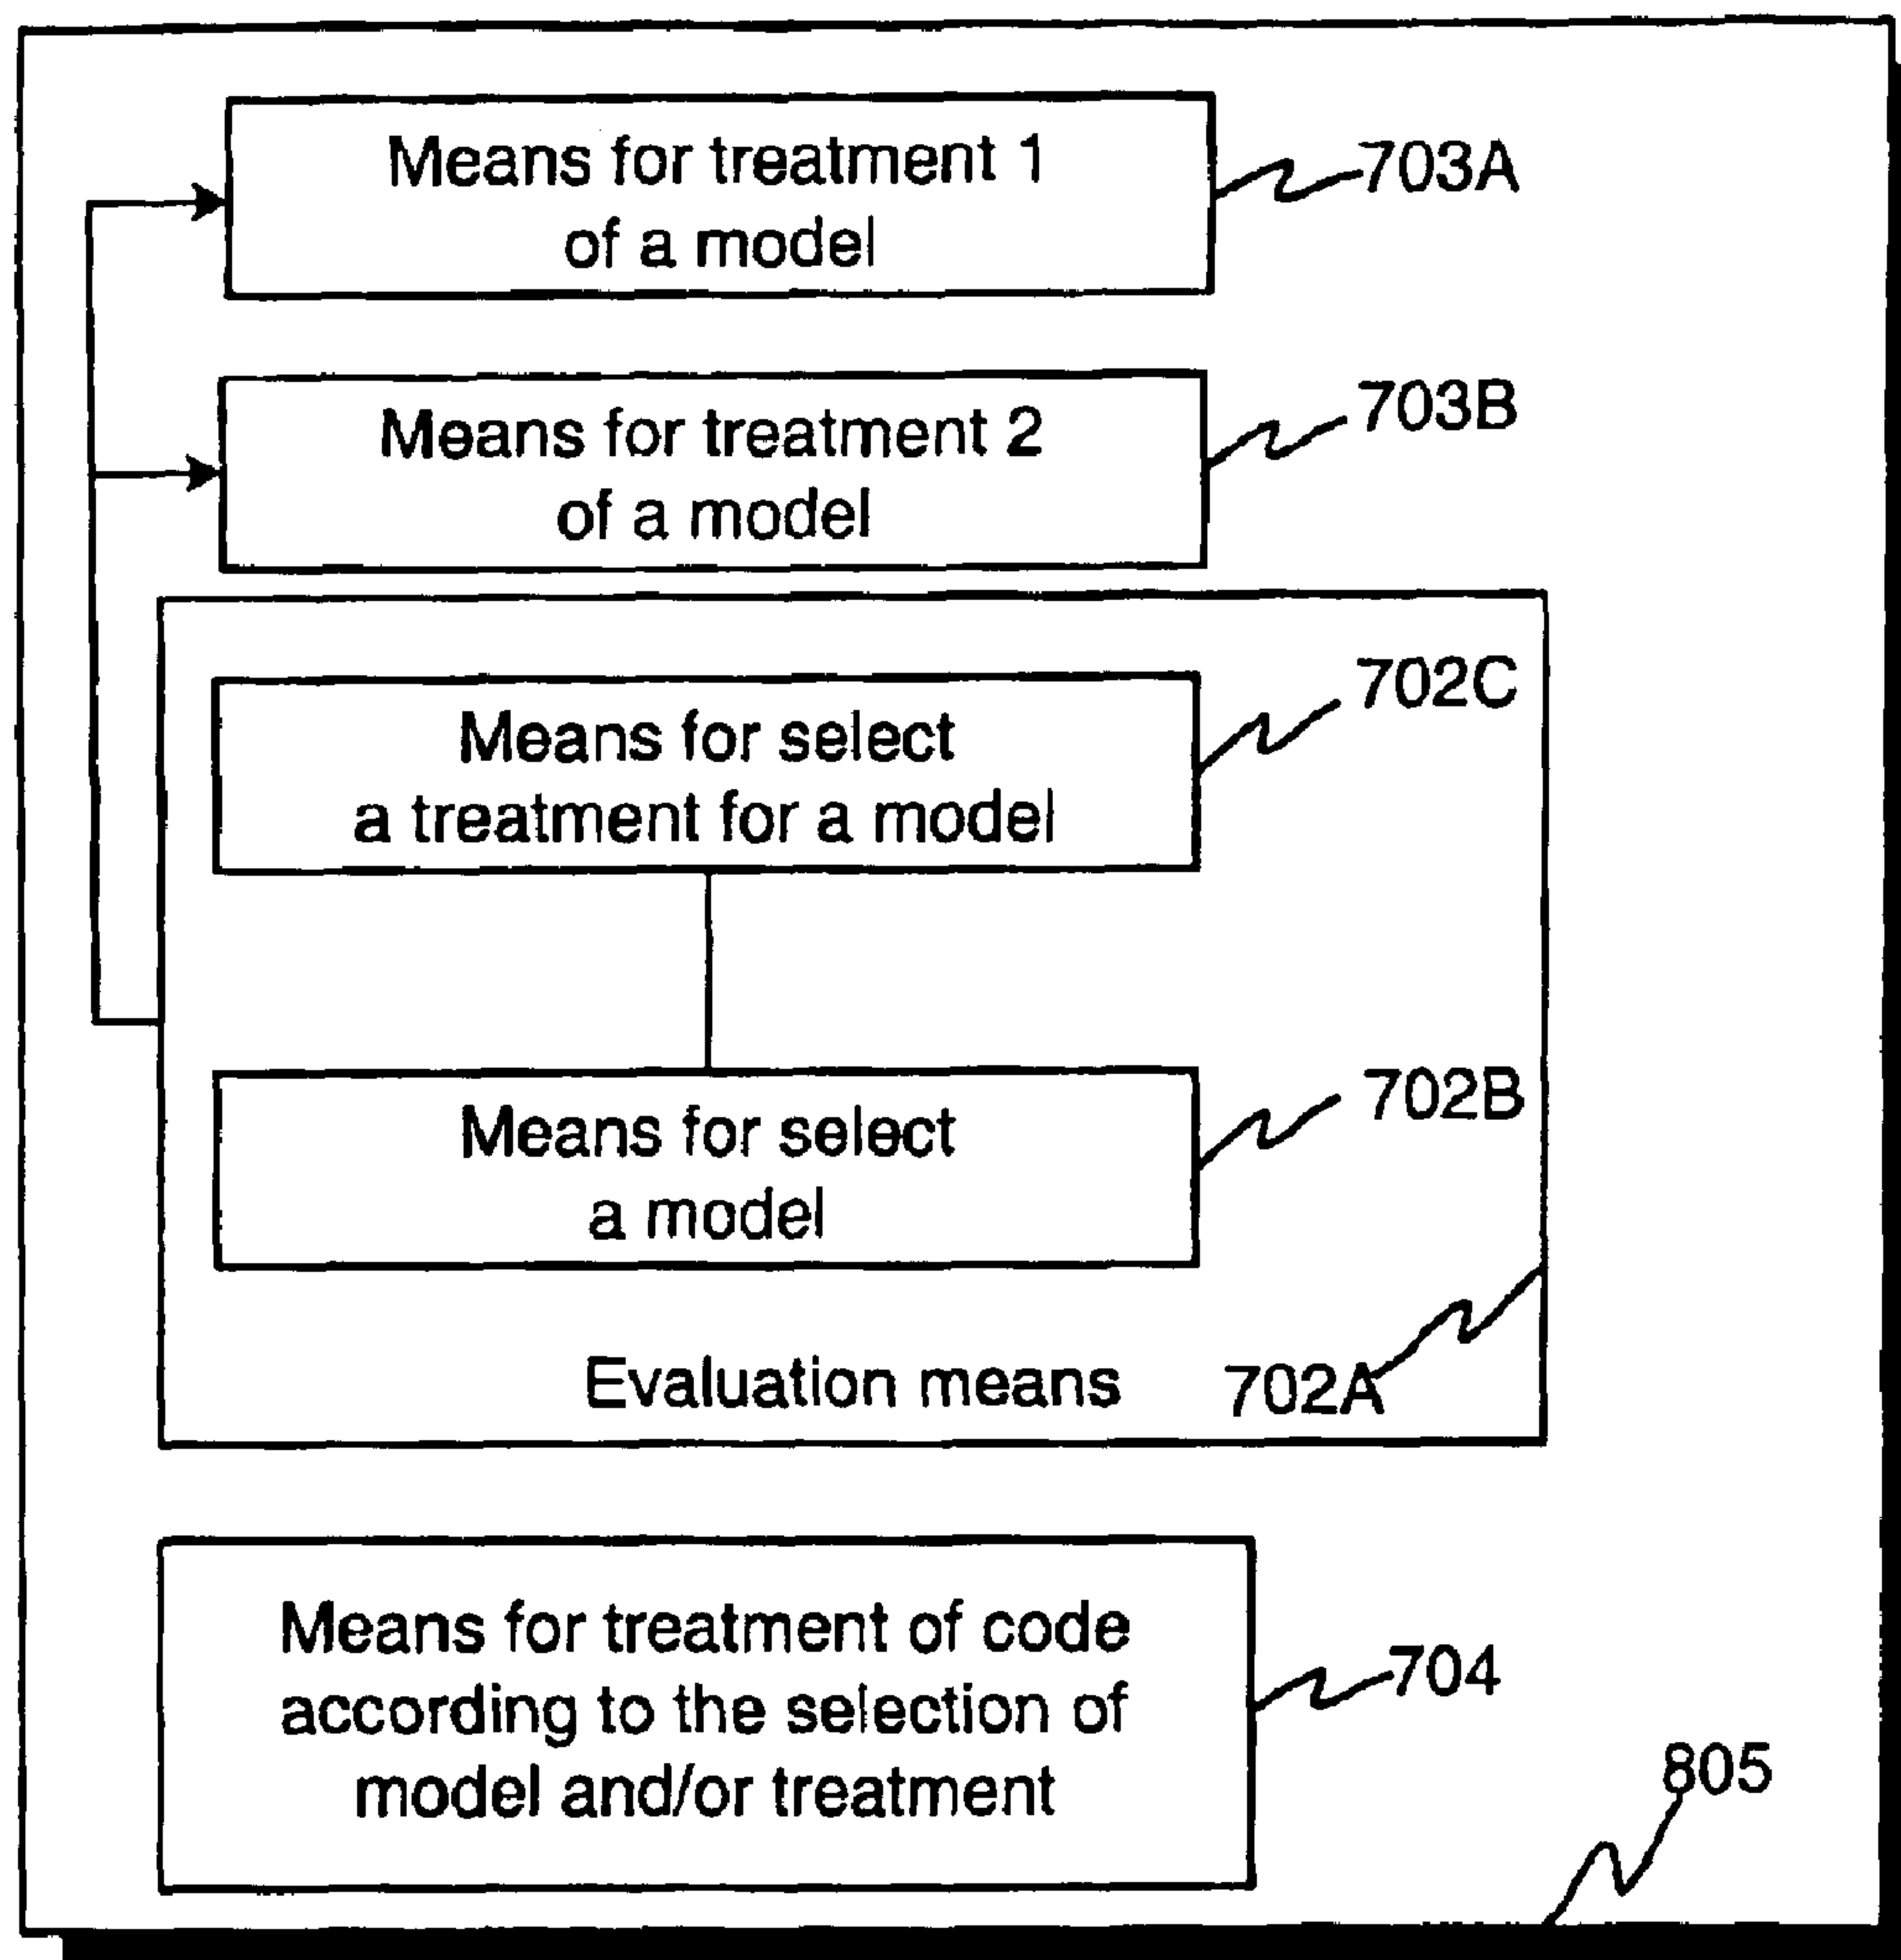 Means for treatment 1
of a model
703A
Means for treatment 2
of a model
703B
Means for select
a treatment for a model
702C
Means for select
a model
702B
Evaluation means
702A
Means for treatment of code
according to the selection of
model and/or treatment
704
805